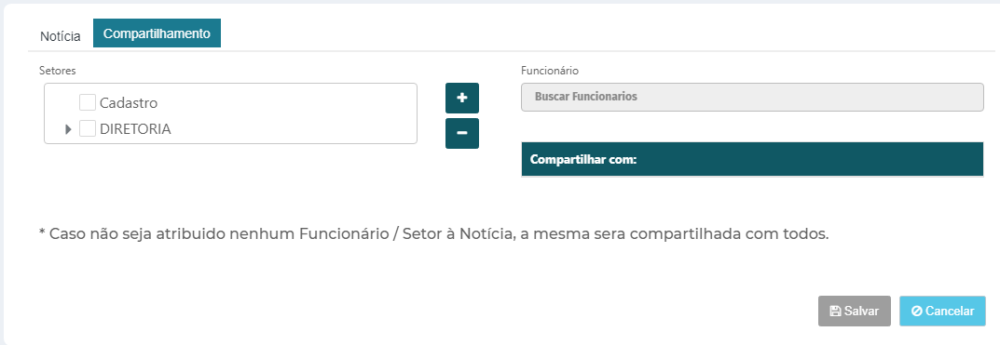 Notícia
Compartilhamento
Setores
Funcionário
Cadastro
DIRETORIA
Buscar Funcionarios
Compartilhar com:
* Caso não seja atribuido nenhum Funcionário / Setor à Notícia, a mesma sera compartilhada com todos.
Salvar
Cancelar